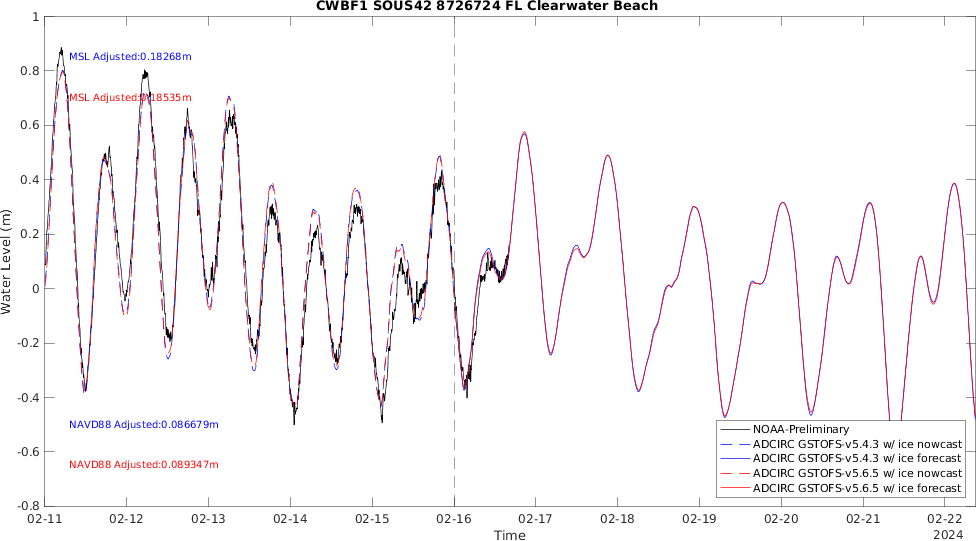 CWBF1 SOUS42 8726724 FL Clearwater Beach
1
0.8
0.6
0.4
0.2
0
-0.2
-0.4
-0.6
-0.8
Water Level (m)
MSL Adjusted:0.18268m
MSL Adjusted:0.18535m
NAVD88 Adjusted:0.086679m
NAVD88 Adjusted:0.089347m
NOAA-Preliminary
ADCIRC GSTOFS-v5.4.3 w/ ice nowcast
ADCIRC GSTOFS-v5.4.3 w/ ice forecast
ADCIRC GSTOFS-v5.6.5 w/ ice nowcast
ADCIRC GSTOFS-v5.6.5 w/ ice forecast
02-11 02-12 02-13 02-14 02-15 02-16 02-17 02-18 02-19 02-20 02-21 02-22
2024
Time